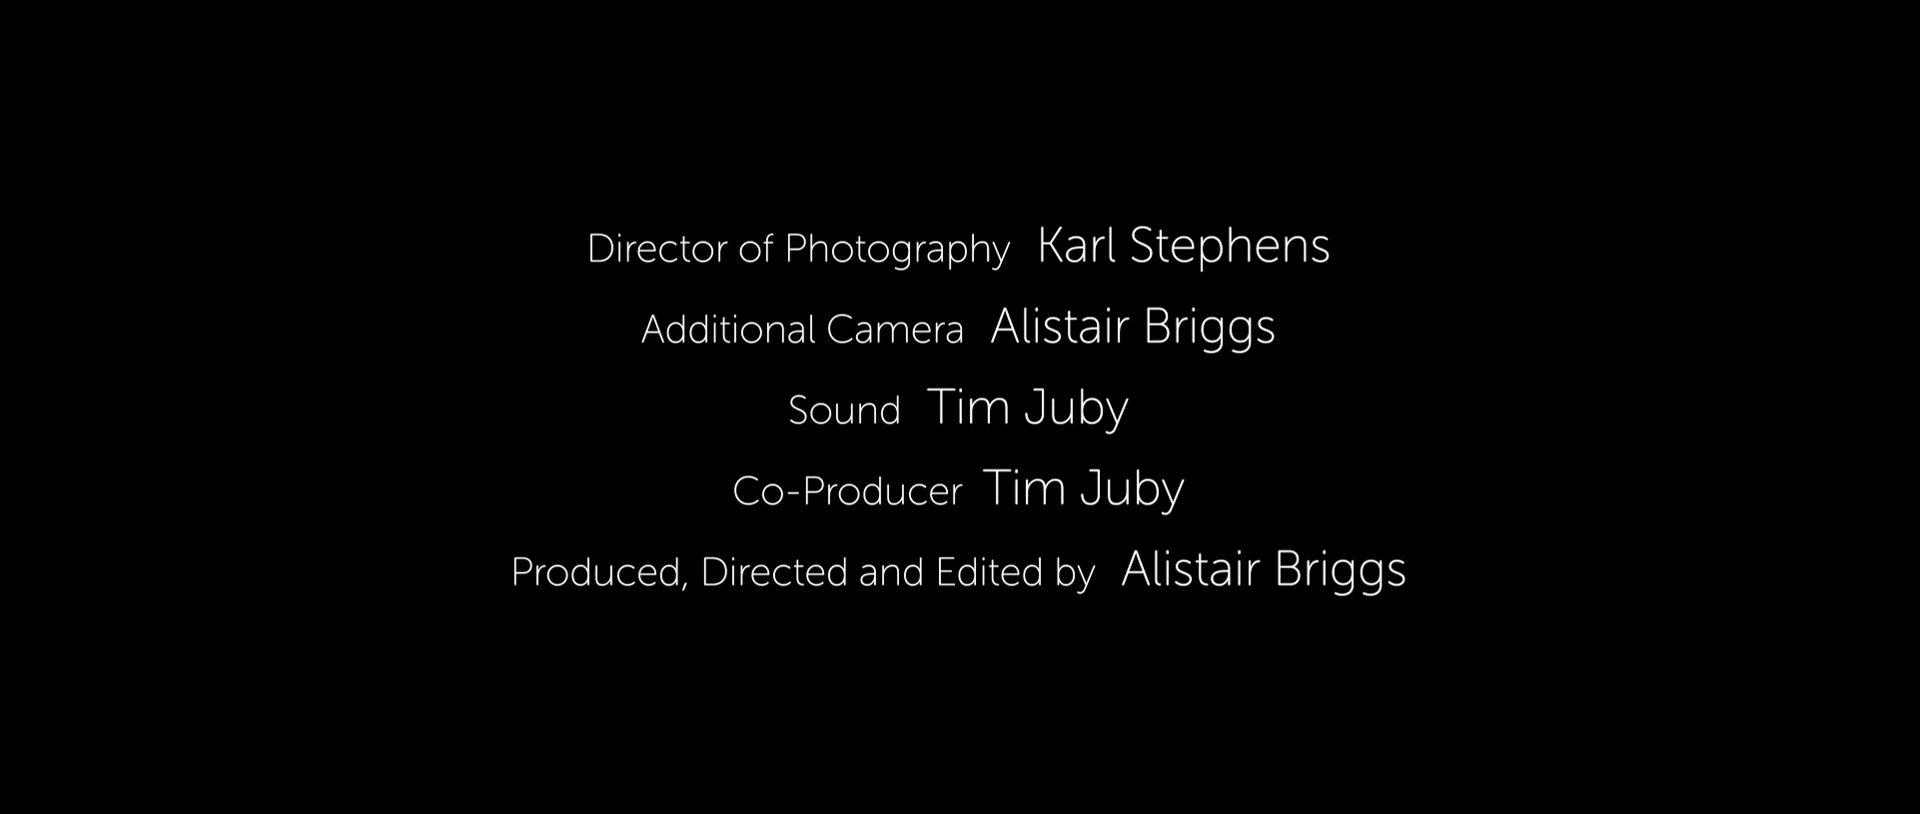 Director of Photography Karl Stephens
Additional Camera Alistair Briggs
Sound Tim Juby
Co-Producer Tim Juby
Produced, Directed and Edited by Alistair Briggs